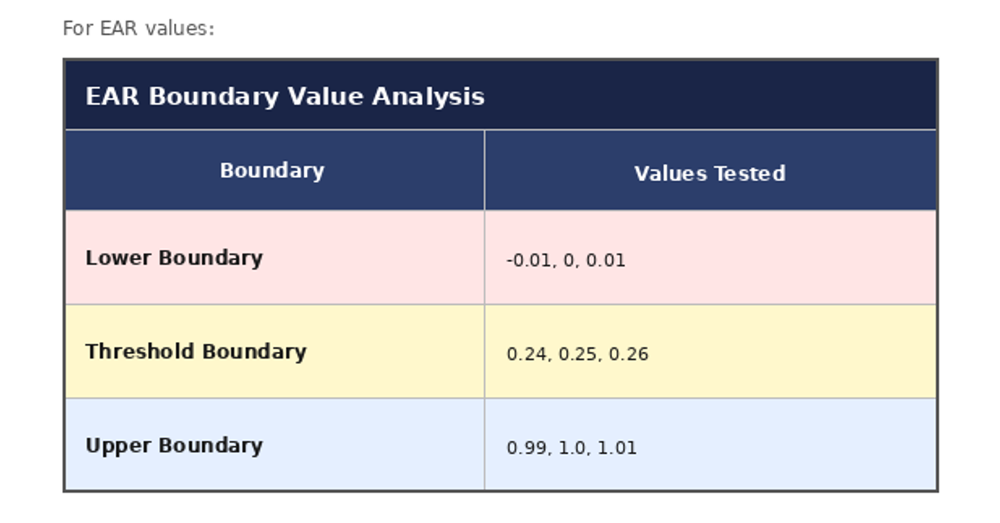 For EAR values:
EAR Boundary Value Analysis
Boundary
Values Tested
Lower Boundary
-0.01, 0, 0.01
Threshold Boundary
0.24, 0.25, 0.26
Upper Boundary
0.99, 1.0, 1.01